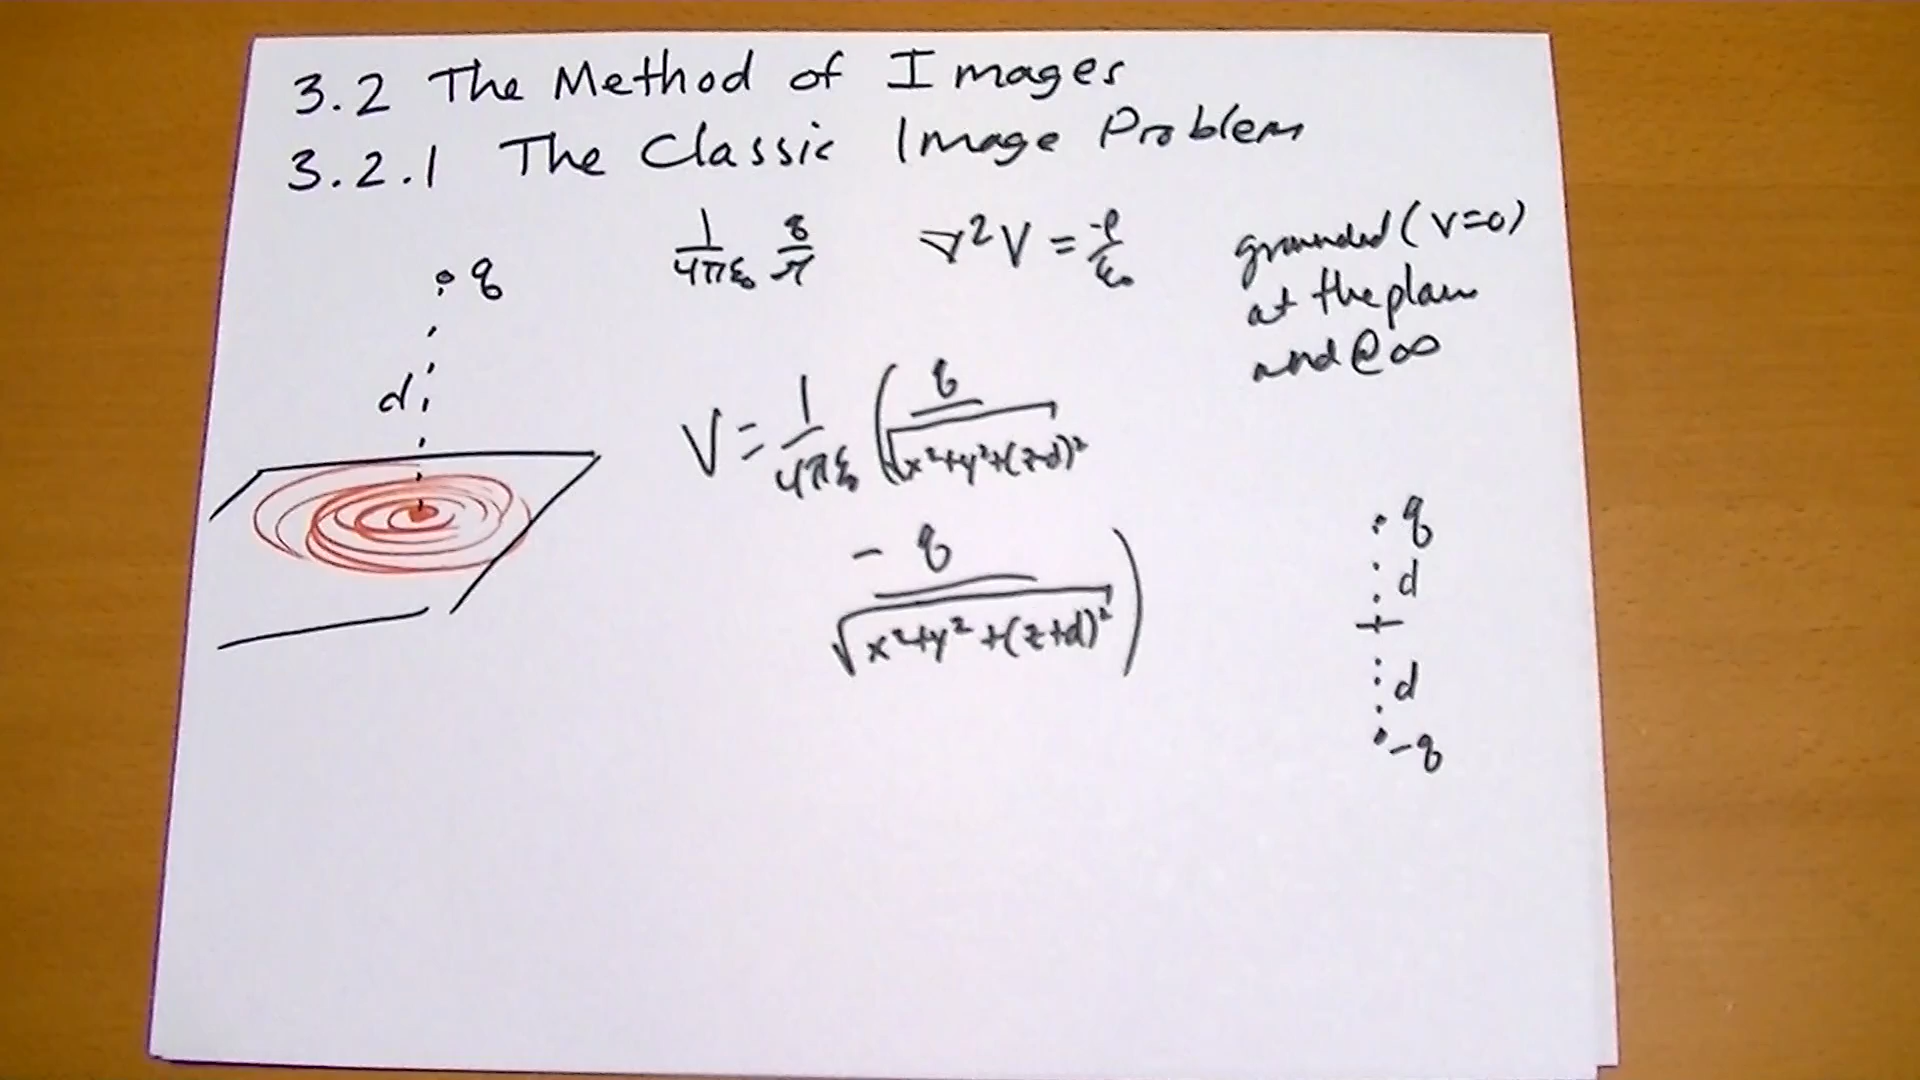 3.2 The Method of Images
3.2.1 The Classic Image Problem
1/4πε₀ q/r
∇²V = -ρ/ε₀
grounded (V=0)
at the plane
and @ ∞
q
d
V = 1/4πε₀ (q/√x²+y²+(z-d)²
- q/√x²+y²+(z+d)²)
q
d
d
-q